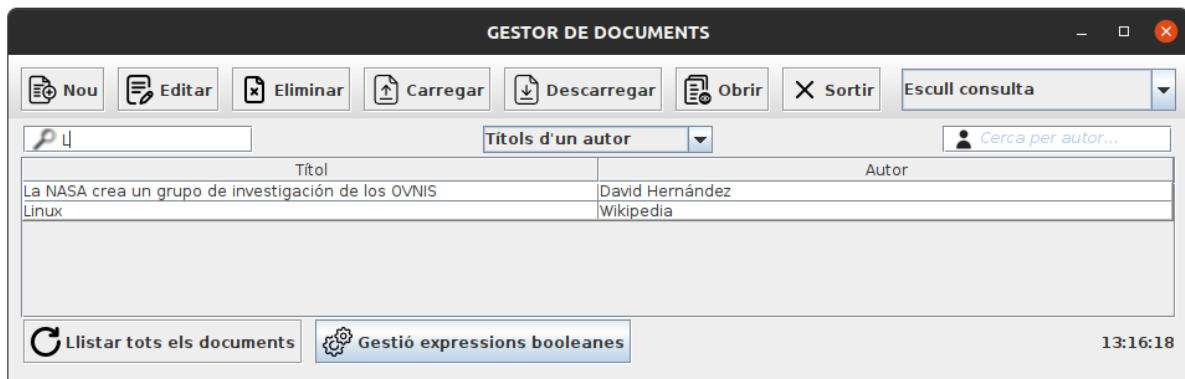 GESTOR DE DOCUMENTS
Nou Editar Eliminar Carregar Descarregar Obrir Sortir Escull consulta
L Títols d'un autor Cerca per autor...
Títol Autor
La NASA crea un grupo de investigación de los OVNIS David Hernández
Linux Wikipedia
Llistar tots els documents Gestió expressions booleanes 13:16:18